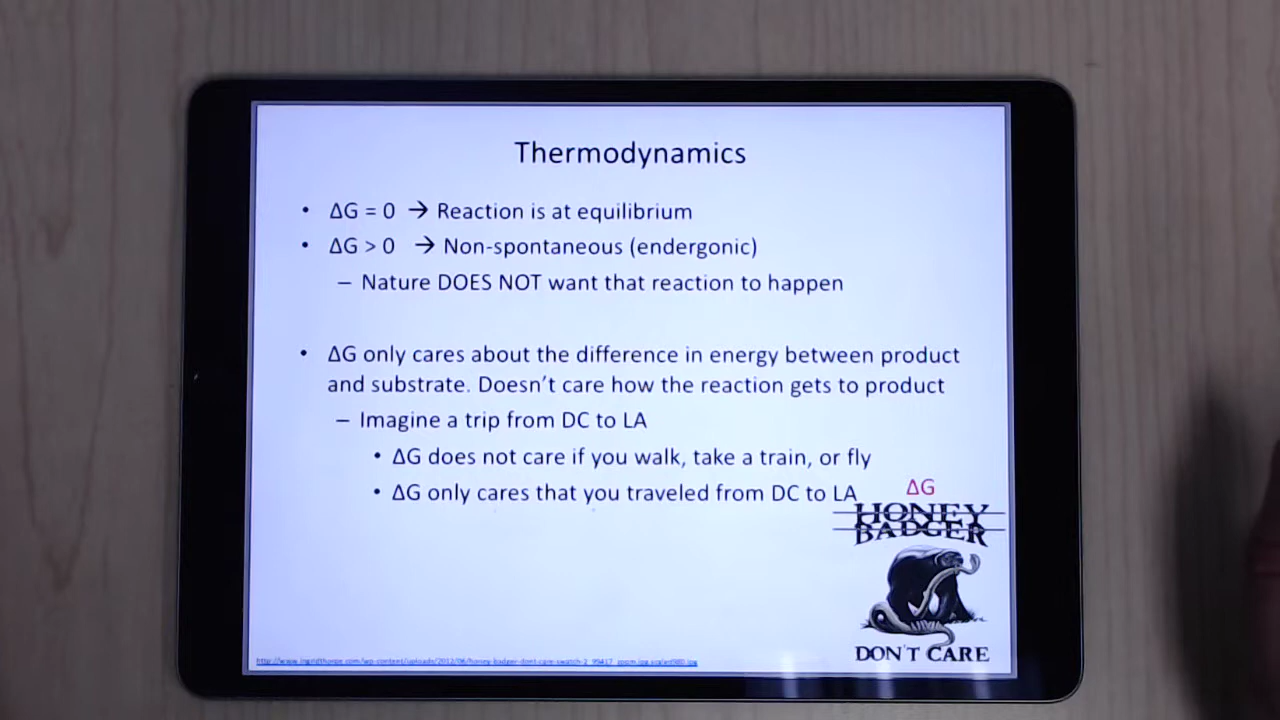 Thermodynamics
• ΔG = 0 → Reaction is at equilibrium
• ΔG > 0 → Non-spontaneous (endergonic)
– Nature DOES NOT want that reaction to happen
• ΔG only cares about the difference in energy between product
and substrate. Doesn't care how the reaction gets to product
– Imagine a trip from DC to LA
• ΔG does not care if you walk, take a train, or fly
• ΔG only cares that you traveled from DC to LA
ΔG
HONEY
BADGER
DON'T CARE